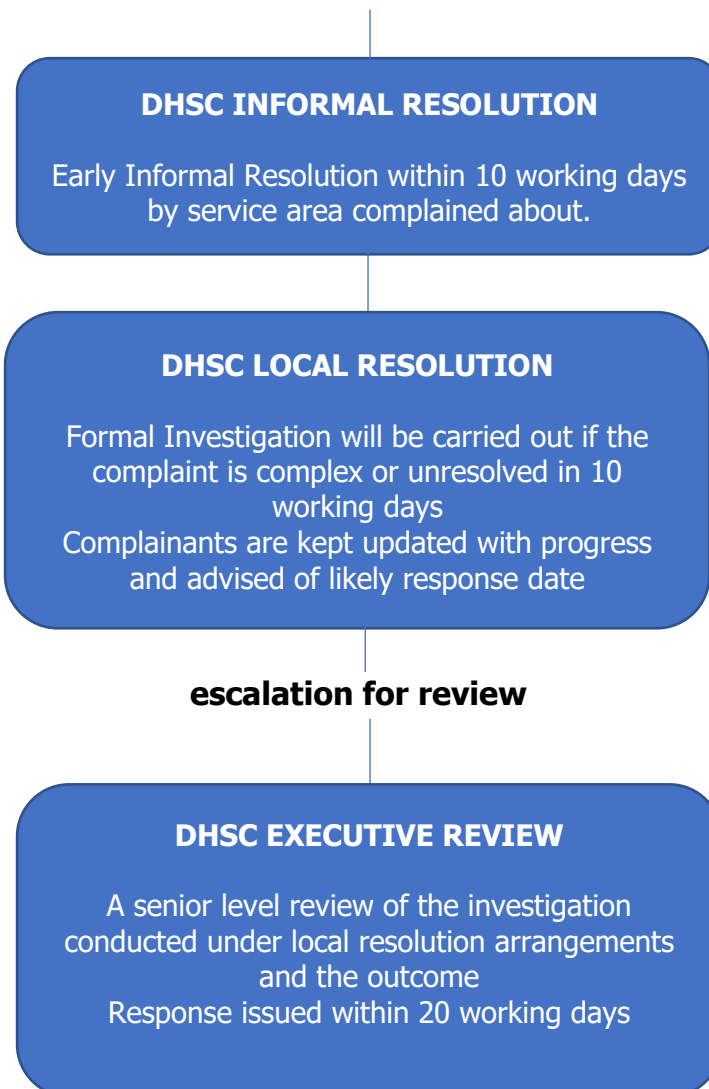 DHSC INFORMAL RESOLUTION
Early Informal Resolution within 10 working days
by service area complained about.
DHSC LOCAL RESOLUTION
Formal Investigation will be carried out if the
complaint is complex or unresolved in 10
working days
Complainants are kept updated with progress
and advised of likely response date
escalation for review
DHSC EXECUTIVE REVIEW
A senior level review of the investigation
conducted under local resolution arrangements
and the outcome
Response issued within 20 working days